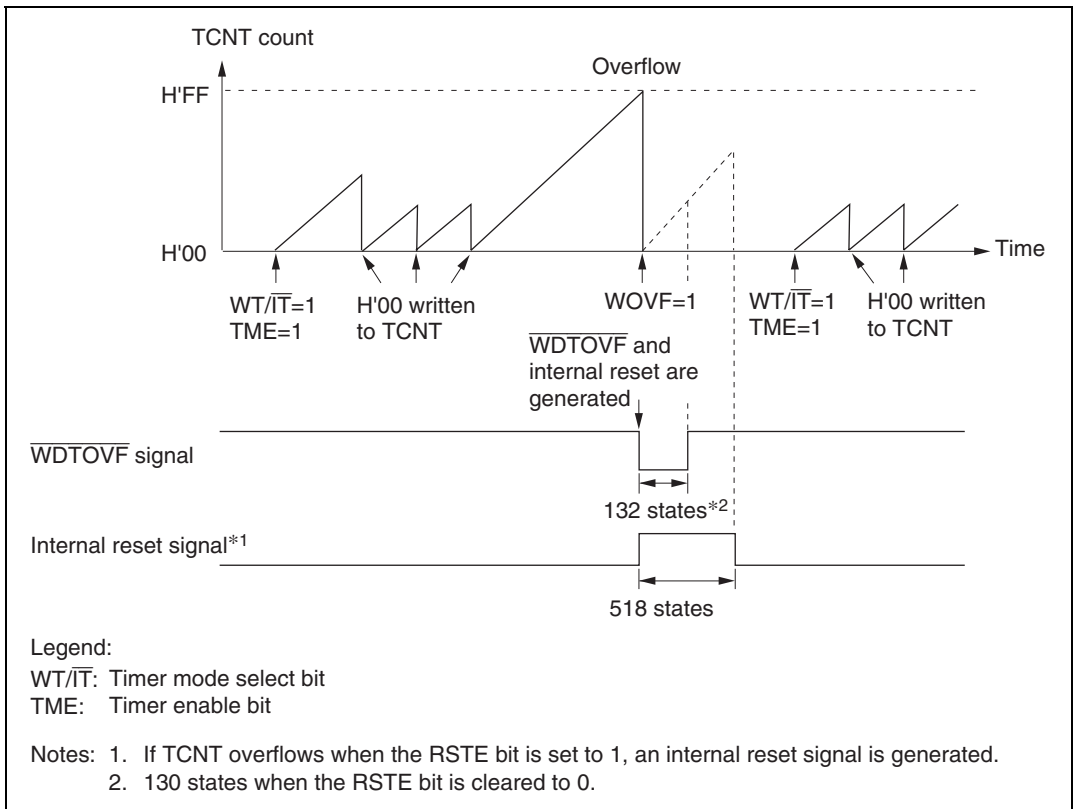 TCNT count
Overflow
H'FF
H'00
Time
WT/IT=1
TME=1
H'00 written
to TCNT
WOVF=1
WT/IT=1
TME=1
H'00 written
to TCNT
WDTOVF and
internal reset are
generated
WDTOVF signal
132 states*2
Internal reset signal*1
518 states
Legend:
WT/IT: Timer mode select bit
TME: Timer enable bit
Notes: 1. If TCNT overflows when the RSTE bit is set to 1, an internal reset signal is generated.
2. 130 states when the RSTE bit is cleared to 0.